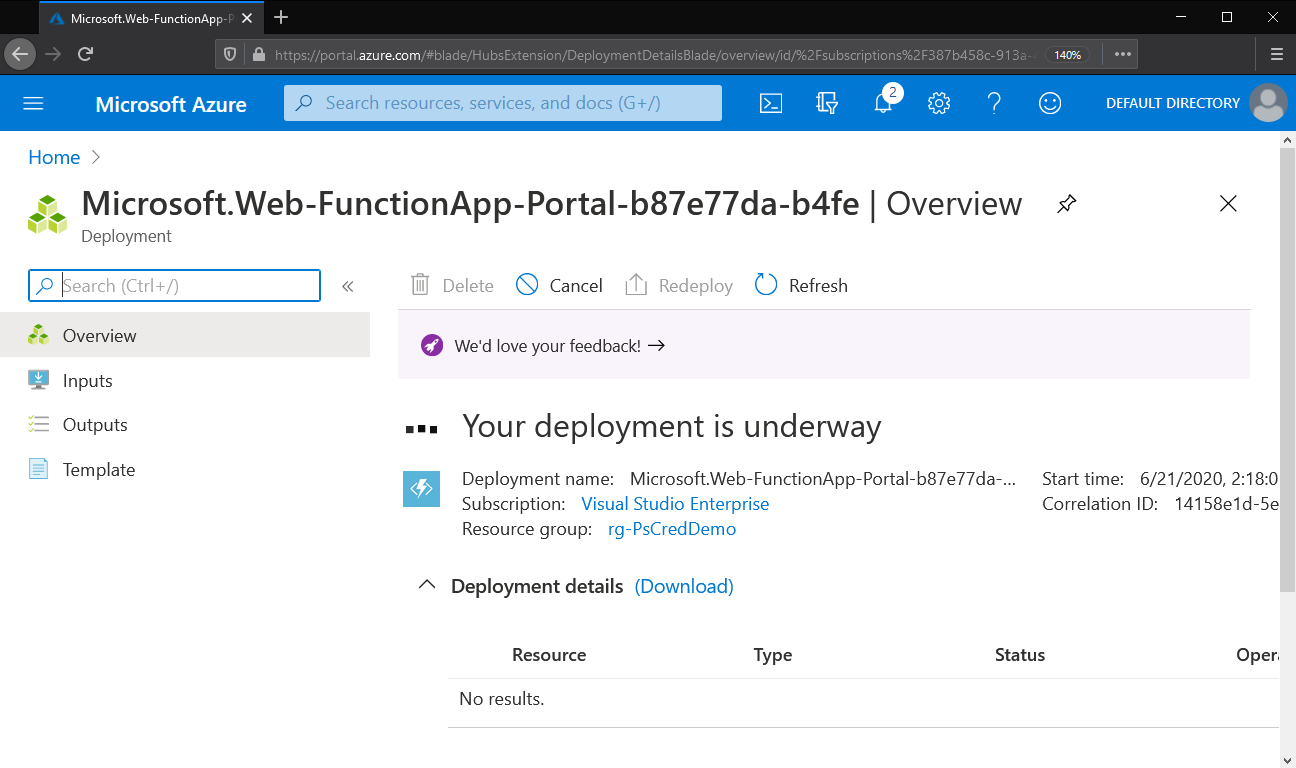 Microsoft.Web-FunctionApp-P
https://portal.azure.com/#blade/HubsExtension/DeploymentDetailsBlade/overview/id/%2Fsubscriptions%2F387b458c-913a-
140%
Microsoft Azure
Search resources, services, and docs (G+/)
2
DEFAULT DIRECTORY
Home
Microsoft.Web-FunctionApp-Portal-b87e77da-b4fe | Overview
Deployment
Search (Ctrl+/)
«
Delete
Cancel
Redeploy
Refresh
Overview
Inputs
Outputs
Template
We'd love your feedback! →
Your deployment is underway
Deployment name: Microsoft.Web-FunctionApp-Portal-b87e77da-...
Subscription: Visual Studio Enterprise
Resource group: rg-PsCredDemo
Start time: 6/21/2020, 2:18:0
Correlation ID: 14158e1d-5e
Deployment details (Download)
Resource Type Status Opera
No results.